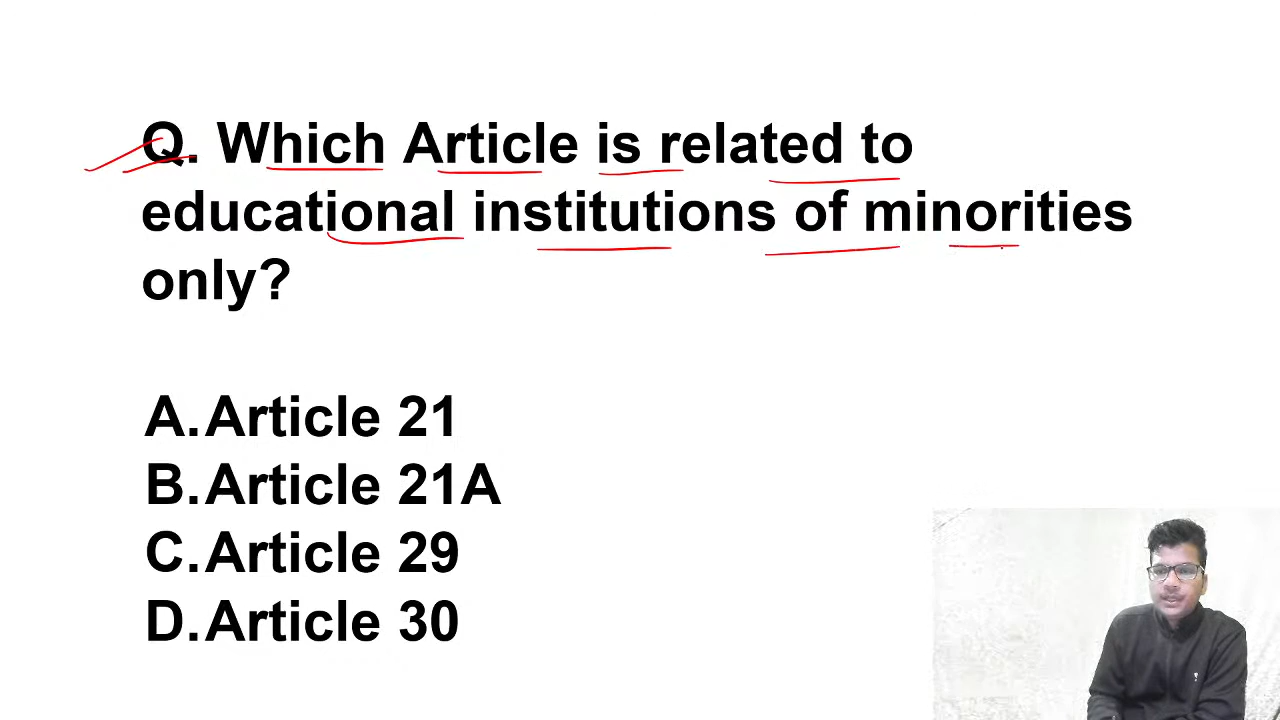 Q. Which Article is related to
educational institutions of minorities
only?
A. Article 21
B. Article 21A
C. Article 29
D. Article 30